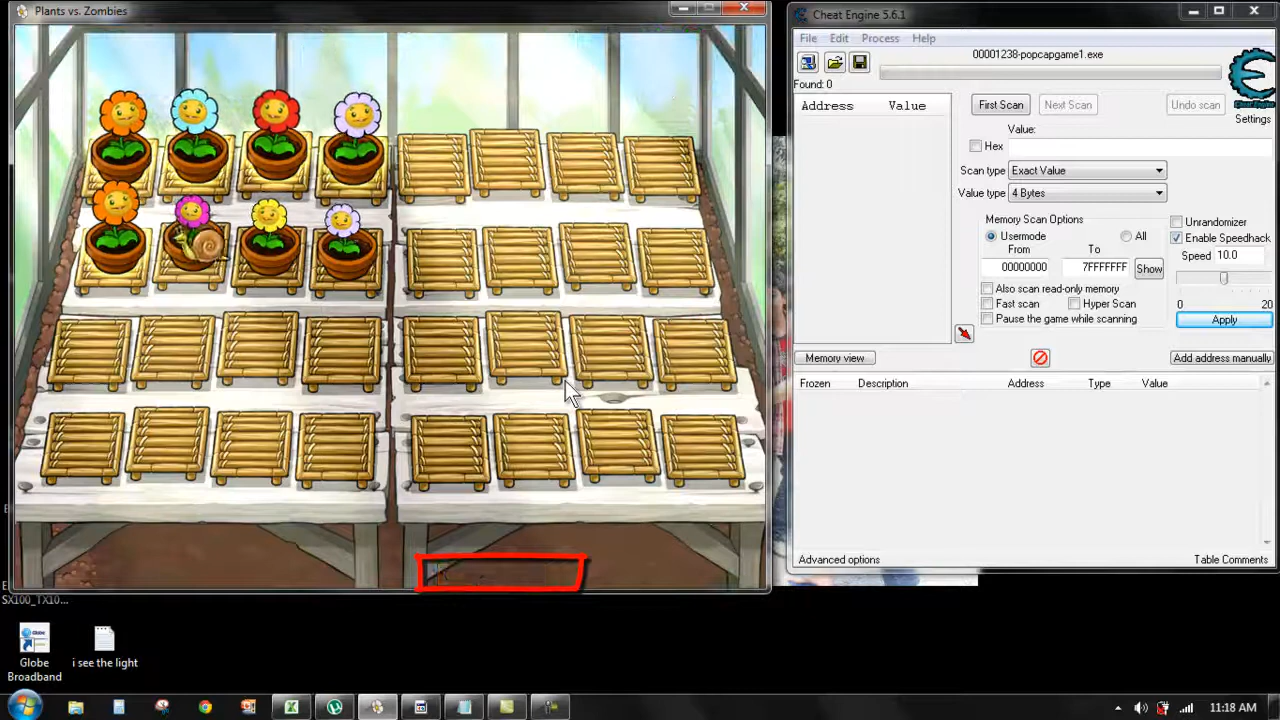 Plants vs. Zombies
Cheat Engine 5.6.1
File Edit Process Help
00001238-popcapgame1.exe
Found: 0
Address Value
First Scan Next Scan Undo scan
Cheat Engine
Settings
Value:
Hex
Scan type Exact Value
Value type 4 Bytes
Memory Scan Options
Unrandomizer
Usermode All
Enable Speedhack
From To
Speed 10.0
00000000 7FFFFFFF Show
Also scan read-only memory
Fast scan Hyper Scan
0 20
Pause the game while scanning
Apply
Memory view Add address manually
Frozen Description Address Type Value
Advanced options Table Comments
SX100_TX10...
Globe
Globe
Broadband
i see the light
11:18 AM